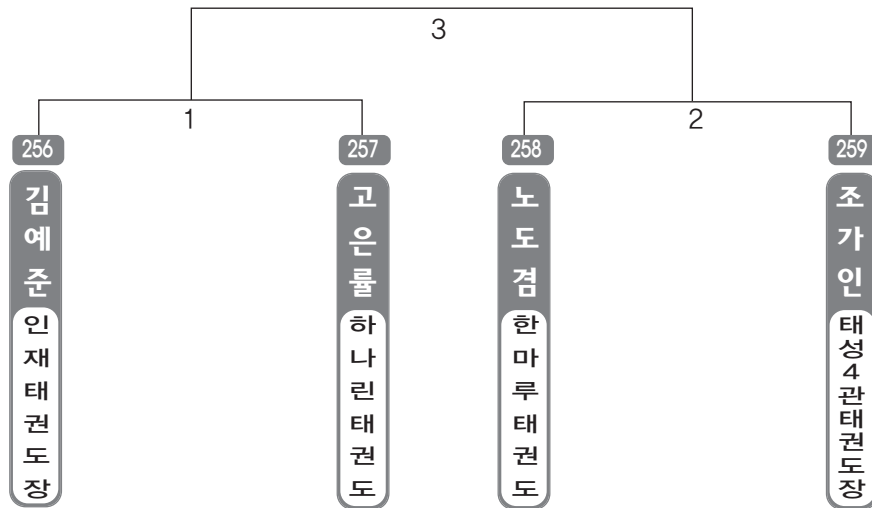 3
1
2
256
257
258
259
김예준
고은률
노도겸
조가인
인재태권도장
하나린태권도
한마루태권도
태성4관태권도장